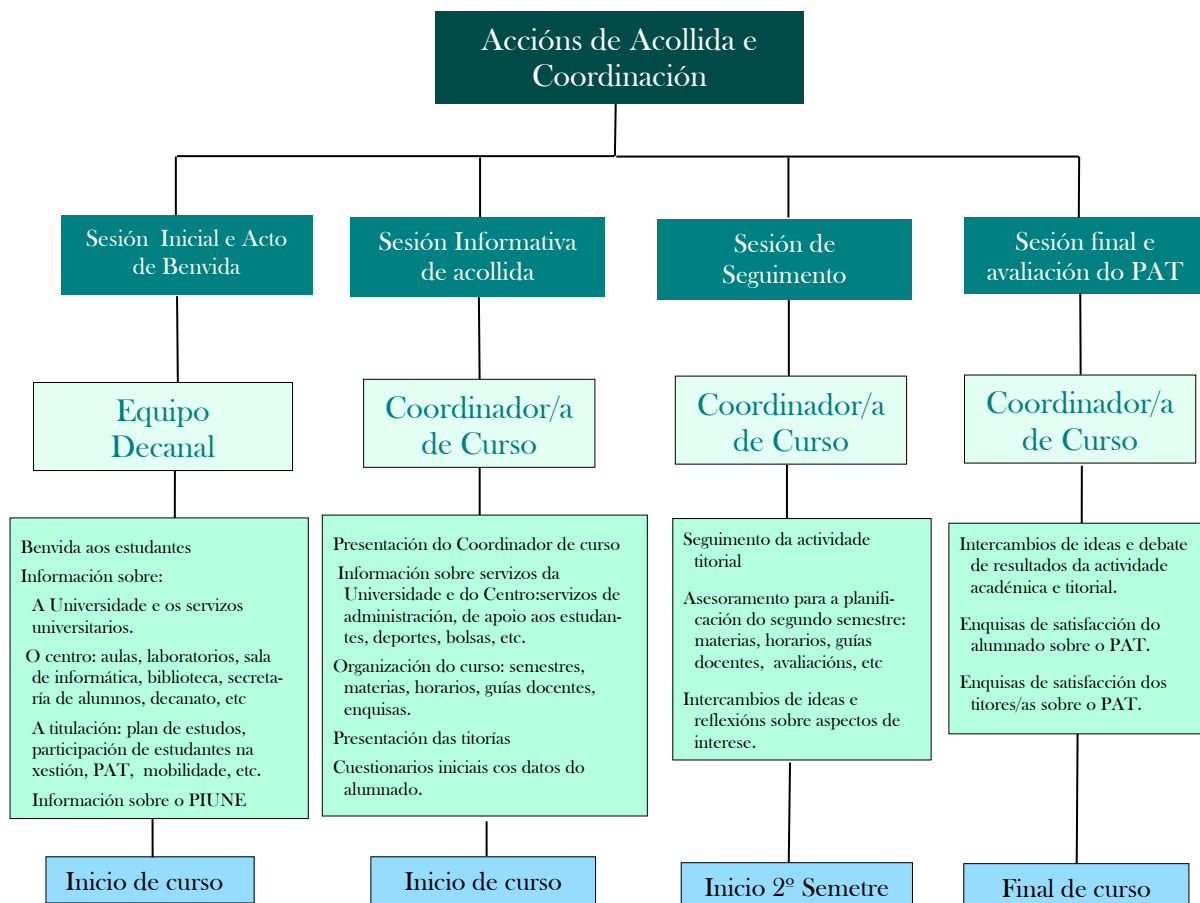 Accións de Acollida e
Coordinación
Sesión Inicial e Acto
de Benvida
Sesión Informativa
de acollida
Sesión de
Seguimento
Sesión final e
avaliación do PAT
Equipo
Decanal
Coordinador/a
de Curso
Coordinador/a
de Curso
Coordinador/a
de Curso
Benvida aos estudantes
Información sobre:
A Universidade e os servizos
universitarios.
O centro: aulas, laboratorios, sala
de informática, biblioteca, secreta-
ría de alumnos, decanato, etc
A titulación: plan de estudos,
participación de estudantes na
xestión, PAT, mobilidade, etc.
Información sobre o PIUNE
Presentación do Coordinador de curso
Información sobre servizos da
Universidade e do Centro:servizos de
administración, de apoio aos estudan-
tes, deportes, bolsas, etc.
Organización do curso: semestres,
materias, horarios, guías docentes,
enquisas.
Presentación das titorías
Cuestionarios iniciais cos datos do
alumnado.
Seguimento da actividade
titorial
Asesoramento para a planifi-
cación do segundo semestre:
materias, horarios, guías
docentes, avaliacións, etc
Intercambios de ideas e
reflexións sobre aspectos de
interese.
Intercambios de ideas e debate
de resultados da actividade
académica e titorial.
Enquisas de satisfacción do
alumnado sobre o PAT.
Enquisas de satisfacción dos
titores/as sobre o PAT.
Inicio de curso
Inicio de curso
Inicio 2º Semetre
Final de curso